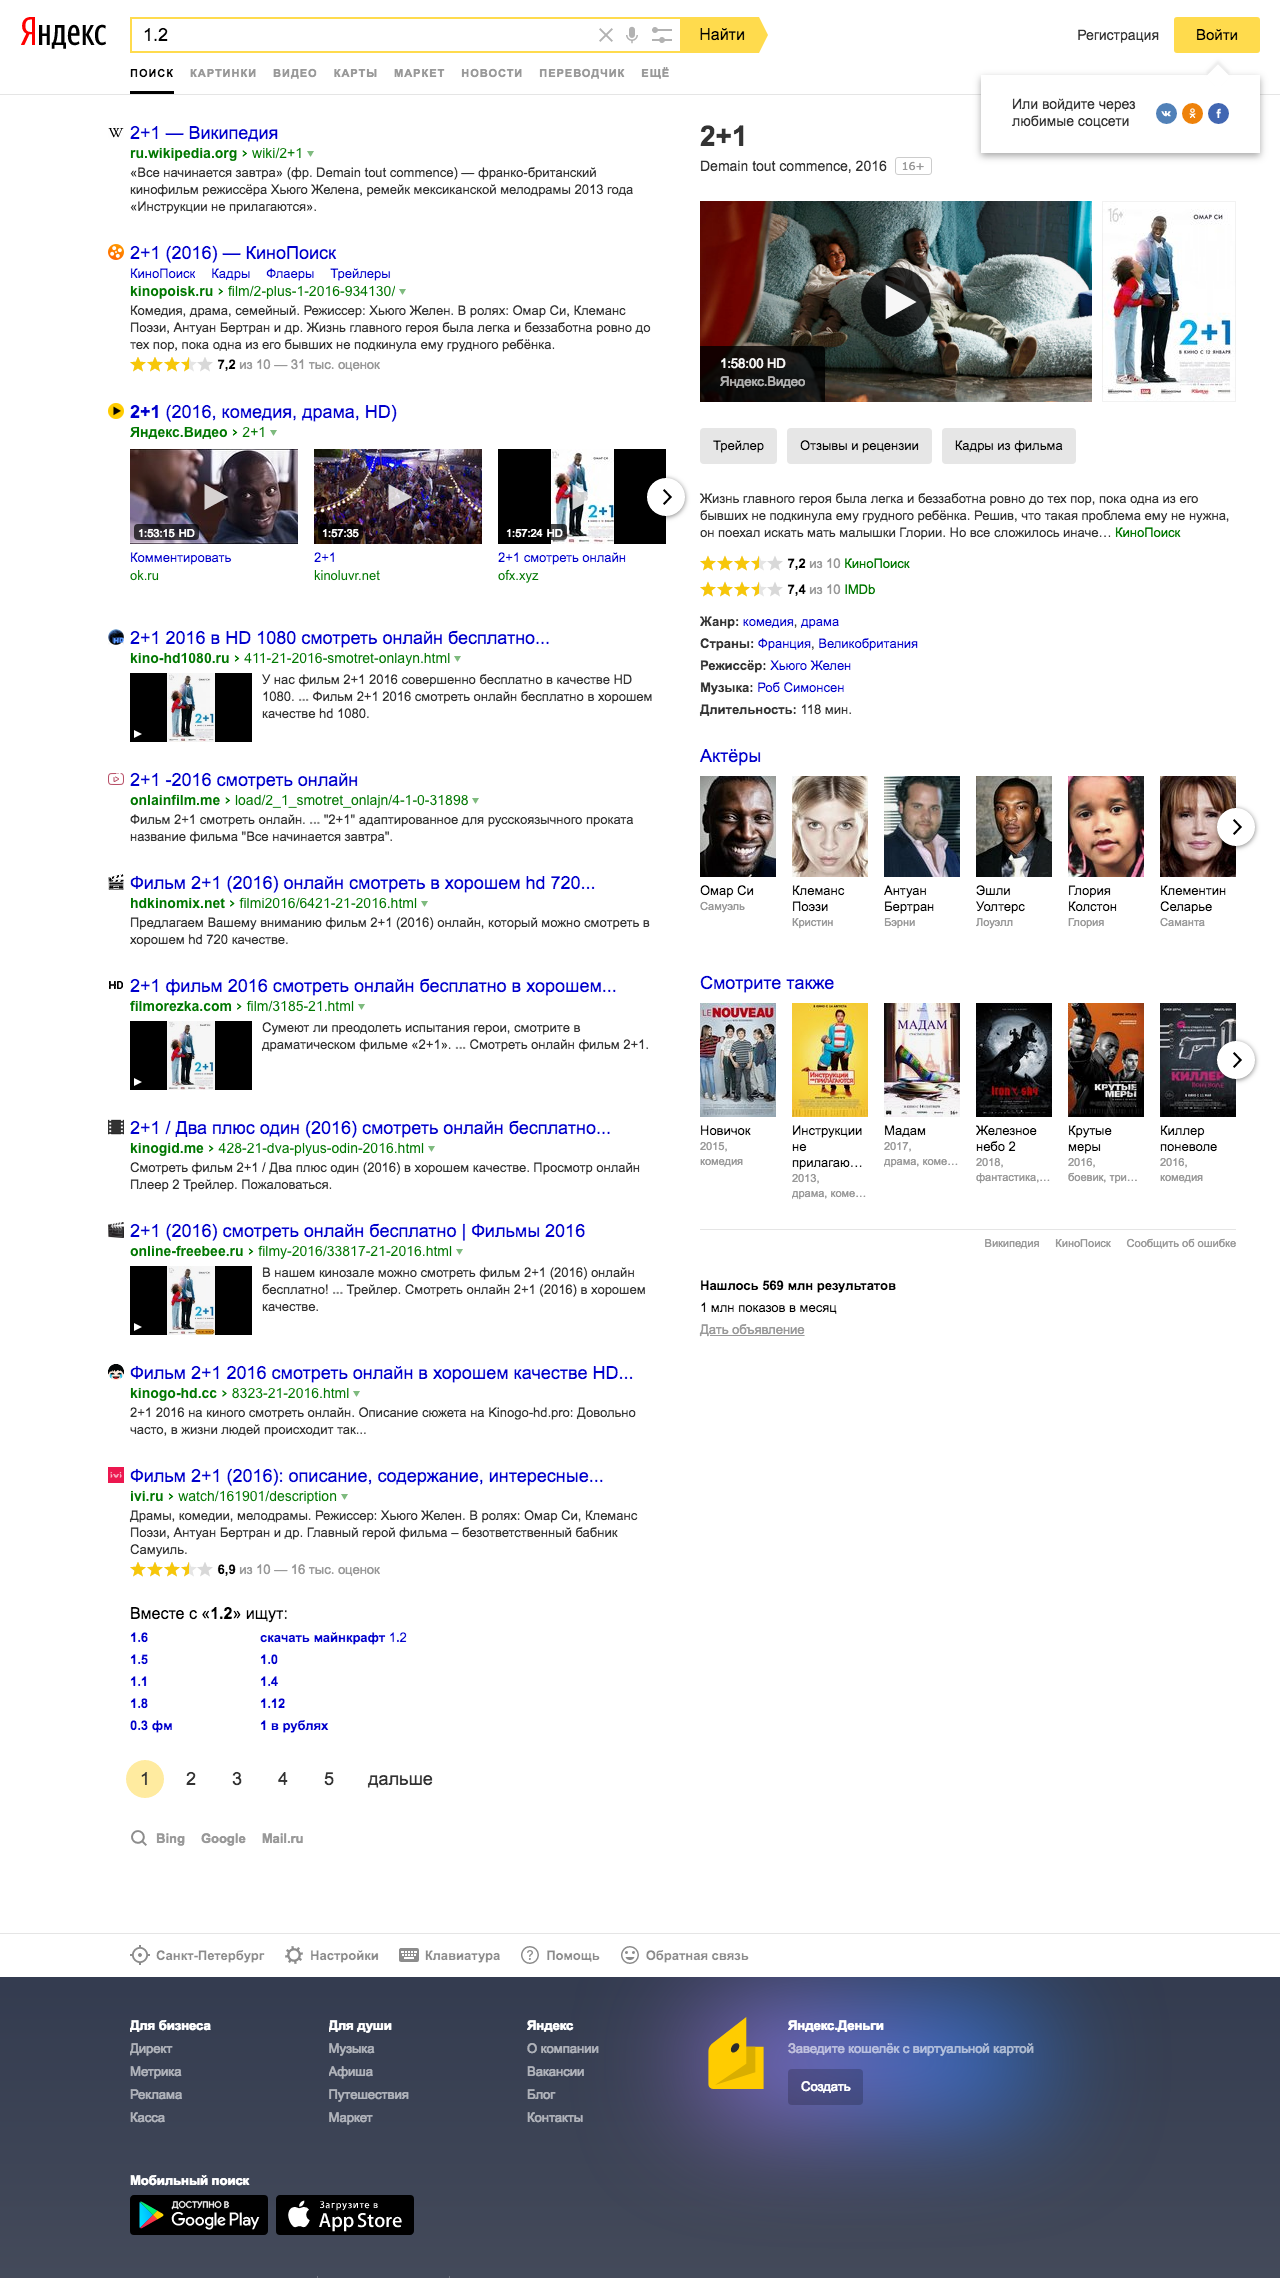 Яндекс
1.2
Найти
Регистрация
Войти
ПОИСК КАРТИНКИ ВИДЕО КАРТЫ МАРКЕТ НОВОСТИ ПЕРЕВОДЧИК ЕЩЁ
Или войдите через
любимые соцсети
2+1 — Википедия
ru.wikipedia.org › wiki/2+1
«Все начинается завтра» (фр. Demain tout commence) — франко-британский
кинофильм режиссёра Хьюго Желена, ремейк мексиканской мелодрамы 2013 года
«Инструкции не прилагаются».
2+1 (2016) — КиноПоиск
КиноПоиск Кадры Флаеры Трейлеры
kinopoisk.ru › film/2-plus-1-2016-934130/
Комедия, драма, семейный. Режиссер: Хьюго Желен. В ролях: Омар Си, Клеманс
Поэзи, Антуан Бертран и др. Жизнь главного героя была легка и беззаботна ровно до
тех пор, пока одна из его бывших не подкинула ему грудного ребёнка.
7,2 из 10 — 31 тыс. оценок
2+1 (2016, комедия, драма, HD)
Яндекс.Видео › 2+1
1:53:15 HD
1:57:35
1:57:24 HD
Комментировать
ok.ru
2+1
kinoluvr.net
2+1 смотреть онлайн
ofx.xyz
2+1 2016 в HD 1080 смотреть онлайн бесплатно...
kino-hd1080.ru › 411-21-2016-smotret-onlayn.html
У нас фильм 2+1 2016 совершенно бесплатно в качестве HD
1080. ... Фильм 2+1 2016 смотреть онлайн бесплатно в хорошем
качестве hd 1080.
2+1 -2016 смотреть онлайн
onlainfilm.me › load/2_1_smotret_onlajn/4-1-0-31898
Фильм 2+1 смотреть онлайн. ... "2+1" адаптированное для русскоязычного проката
название фильма "Все начинается завтра".
Фильм 2+1 (2016) онлайн смотреть в хорошем hd 720...
hdkinomix.net › filmi2016/6421-21-2016.html
Предлагаем Вашему вниманию фильм 2+1 (2016) онлайн, который можно смотреть в
хорошем hd 720 качестве.
HD 2+1 фильм 2016 смотреть онлайн бесплатно в хорошем...
filmorezka.com › film/3185-21.html
Сумеют ли преодолеть испытания герои, смотрите в
драматическом фильме «2+1». ... Смотреть онлайн фильм 2+1.
2+1 / Два плюс один (2016) смотреть онлайн бесплатно...
kinogid.me › 428-21-dva-plyus-odin-2016.html
Смотреть фильм 2+1 / Два плюс один (2016) в хорошем качестве. Просмотр онлайн
Плеер 2 Трейлер. Пожаловаться.
2+1 (2016) смотреть онлайн бесплатно | Фильмы 2016
online-freebee.ru › filmy-2016/33817-21-2016.html
В нашем кинозале можно смотреть фильм 2+1 (2016) онлайн
бесплатно! ... Трейлер. Смотреть онлайн 2+1 (2016) в хорошем
качестве.
Фильм 2+1 2016 смотреть онлайн в хорошем качестве HD...
kinogo-hd.cc › 8323-21-2016.html
2+1 2016 на киного смотреть онлайн. Описание сюжета на Kinogo-hd.pro: Довольно
часто, в жизни людей происходит так...
ivi Фильм 2+1 (2016): описание, содержание, интересные...
ivi.ru › watch/161901/description
Драмы, комедии, мелодрамы. Режиссер: Хьюго Желен. В ролях: Омар Си, Клеманс
Поэзи, Антуан Бертран и др. Главный герой фильма – безответственный бабник
Самуиль.
6,9 из 10 — 16 тыс. оценок
Вместе с «1.2» ищут:
1.6 скачать майнкрафт 1.2
1.5 1.0
1.1 1.4
1.8 1.12
0.3 фм 1 в рублях
1 2 3 4 5 дальше
Bing Google Mail.ru
2+1
Demain tout commence, 2016 16+
1:58:00 HD
Яндекс.Видео
16+
ОМАР СИ
2+1
В КИНО С 12 ЯНВАРЯ
Трейлер Отзывы и рецензии Кадры из фильма
Жизнь главного героя была легка и беззаботна ровно до тех пор, пока одна из его
бывших не подкинула ему грудного ребёнка. Решив, что такая проблема ему не нужна,
он поехал искать мать малышки Глории. Но все сложилось иначе… КиноПоиск
7,2 из 10 КиноПоиск
7,4 из 10 IMDb
Жанр: комедия, драма
Страны: Франция, Великобритания
Режиссёр: Хьюго Желен
Музыка: Роб Симонсен
Длительность: 118 мин.
Актёры
Омар Си
Самуэль
Клеманс
Поэзи
Кристин
Антуан
Бертран
Бэрни
Эшли
Уолтерс
Лоуэлл
Глория
Колстон
Глория
Клементин
Селарье
Саманта
Смотрите также
LE NOUVEAU
Инструкции не прилагаются
МАДАМ
iron sky
КРУТЫЕ МЕРЫ
КИЛЛЕР
Новичок
2015,
комедия
Инструкции
не
прилагаю…
2013,
драма, коме…
Мадам
2017,
драма, коме…
Железное
небо 2
2018,
фантастика,…
Крутые
меры
2016,
боевик, три…
Киллер
поневоле
2016,
комедия
Википедия КиноПоиск Сообщить об ошибке
Нашлось 569 млн результатов
1 млн показов в месяц
Дать объявление
Санкт-Петербург Настройки Клавиатура Помощь Обратная связь
Для бизнеса
Директ
Метрика
Реклама
Касса
Для души
Музыка
Афиша
Путешествия
Маркет
Яндекс
О компании
Вакансии
Блог
Контакты
Яндекс.Деньги
Заведите кошелёк с виртуальной картой
Создать
Мобильный поиск
ДОСТУПНО В
Google Play
Загрузите в
App Store